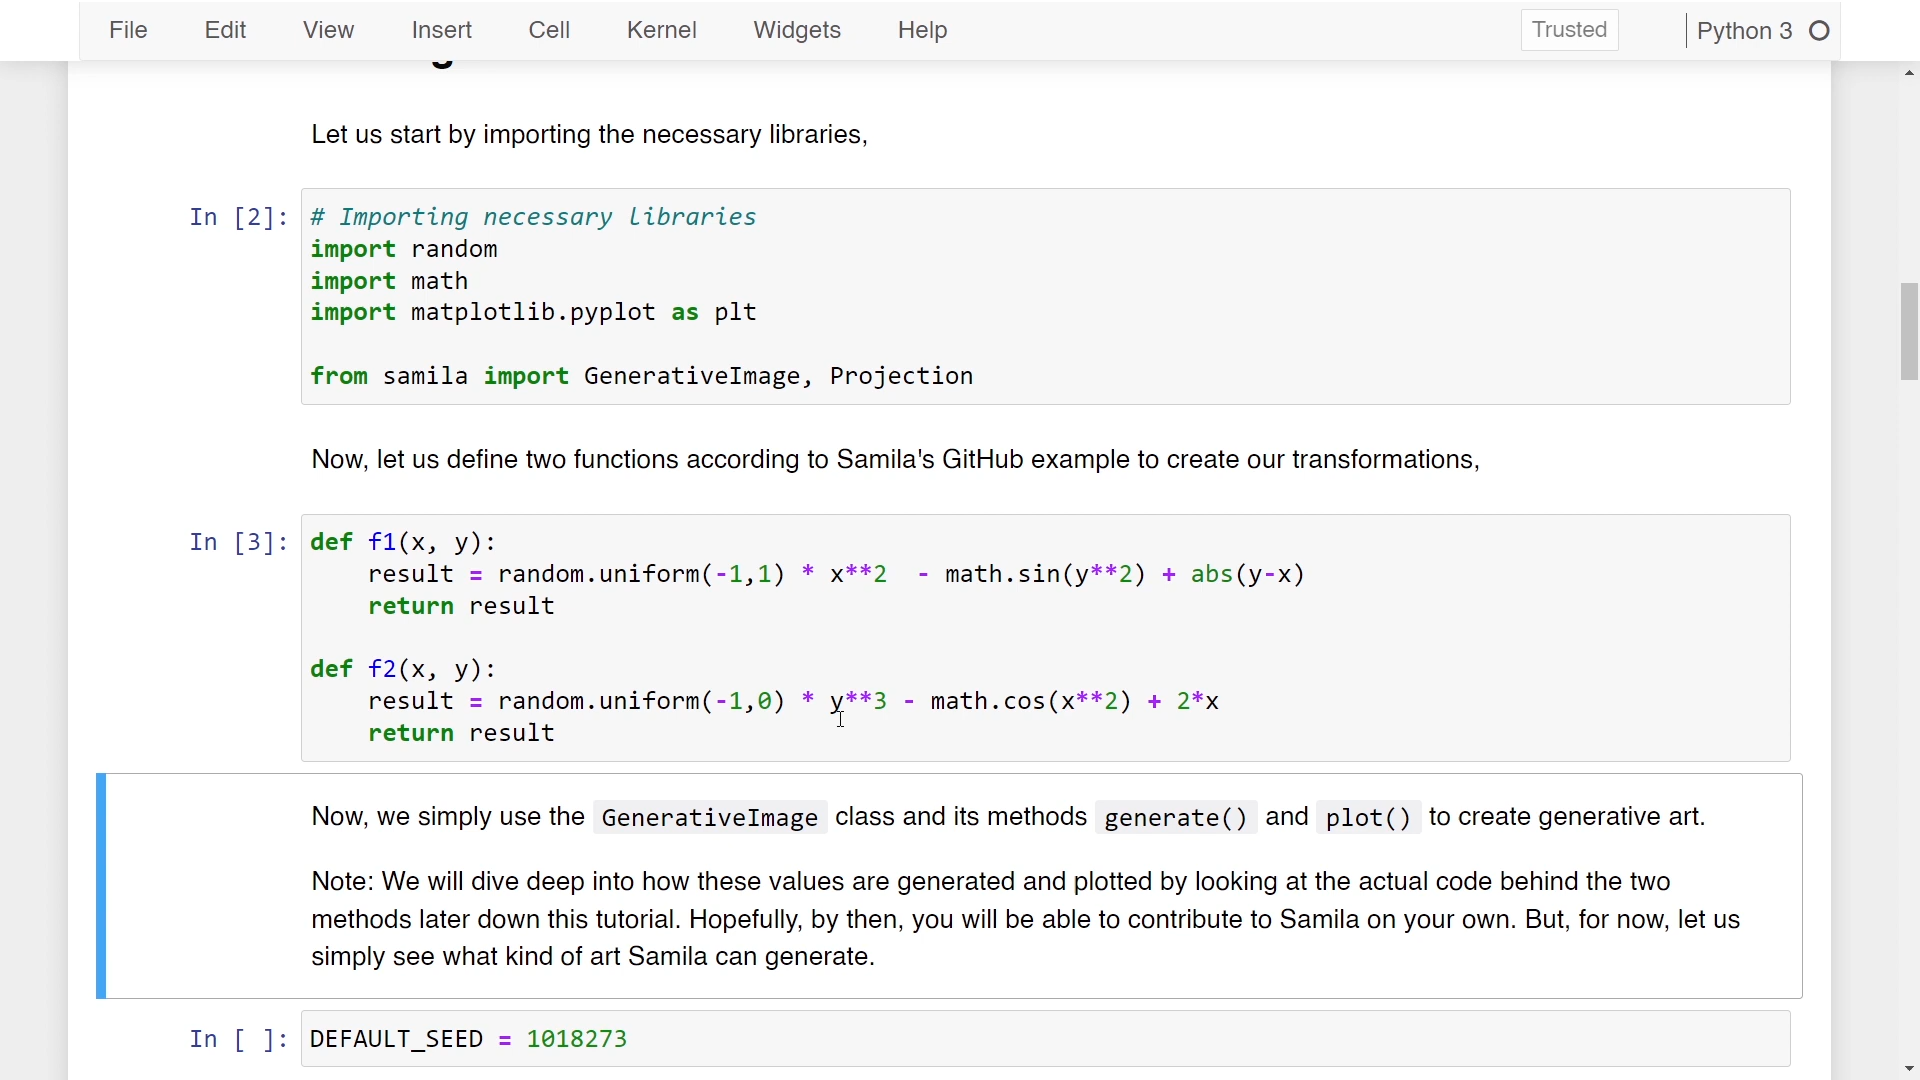 File Edit View Insert Cell Kernel Widgets Help Trusted Python 3
Let us start by importing the necessary libraries,
In [2]: # Importing necessary libraries
import random
import math
import matplotlib.pyplot as plt
from samila import GenerativeImage, Projection
Now, let us define two functions according to Samila's GitHub example to create our transformations,
In [3]: def f1(x, y):
    result = random.uniform(-1,1) * x**2  - math.sin(y**2) + abs(y-x)
    return result
def f2(x, y):
    result = random.uniform(-1,0) * y**3 - math.cos(x**2) + 2*x
    return result
Now, we simply use the GenerativeImage class and its methods generate() and plot() to create generative art.
Note: We will dive deep into how these values are generated and plotted by looking at the actual code behind the two
methods later down this tutorial. Hopefully, by then, you will be able to contribute to Samila on your own. But, for now, let us
simply see what kind of art Samila can generate.
In [ ]: DEFAULT_SEED = 1018273